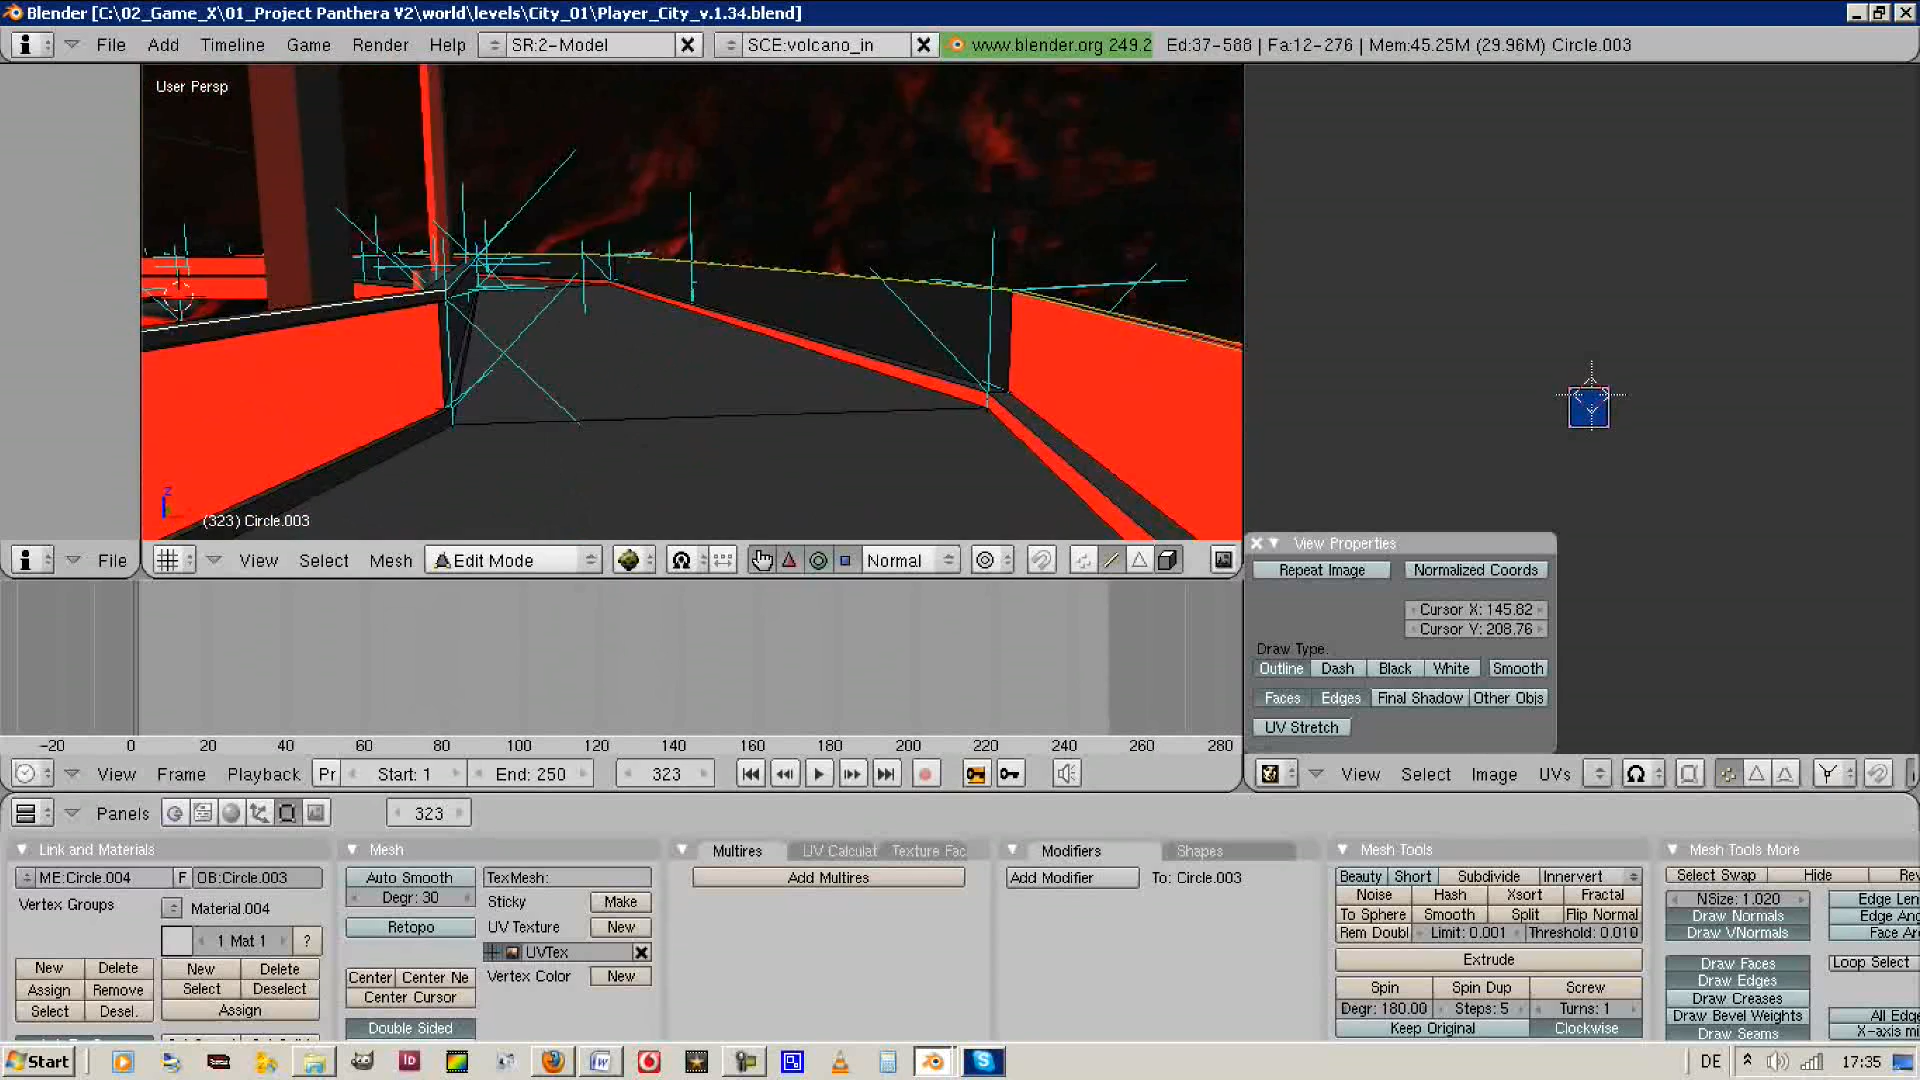 Blender [C:\02_Game_X\01_Project Panthera V2\world\levels\City_01\Player_City_v.1.34.blend]
File Add Timeline Game Render Help SR:2-Model SCE:volcano_in www.blender.org 249.2 Ed:37-588 | Fa:12-276 | Mem:45.25M (29.96M) Circle.003
User Persp
z
(323) Circle.003
File View Select Mesh Edit Mode Normal
View Properties
Repeat Image Normalized Coords
Cursor X: 145.82
Cursor Y: 208.76
Draw Type:
Outline Dash Black White Smooth
Faces Edges Final Shadow Other Objs
UV Stretch
-20 0 20 40 60 80 100 120 140 160 180 200 220 240 260 280
View Frame Playback Pr Start: 1 End: 250 323
View Select Image UVs
Panels 323
Link and Materials
ME:Circle.004 F OB:Circle.003
Vertex Groups
Material.004
1 Mat 1 ?
New Delete New Delete
Assign Remove Select Deselect
Select Desel. Assign
Mesh
Auto Smooth
Degr: 30
Retopo
Center Center Ne
Center Cursor
Double Sided
TexMesh:
Sticky Make
UV Texture New
UVTex
Vertex Color New
Multires UV Calculat Texture Fac
Add Multires
Modifiers Shapes
Add Modifier To: Circle.003
Mesh Tools
Beauty Short Subdivide Innervert
Noise Hash Xsort Fractal
To Sphere Smooth Split Flip Normal
Rem Doubl Limit: 0.001 Threshold: 0.010
Extrude
Spin Spin Dup Screw
Degr: 180.00 Steps: 5 Turns: 1
Keep Original Clockwise
Mesh Tools More
Select Swap Hide Rev
NSize: 1.020
Draw Normals
Draw VNormals
Draw Faces
Draw Edges
Draw Creases
Draw Bevel Weights
Draw Seams
Edge Len
Edge Ang
Face Are
Loop Select
All Edge
X-axis mi
Start DE 17:35